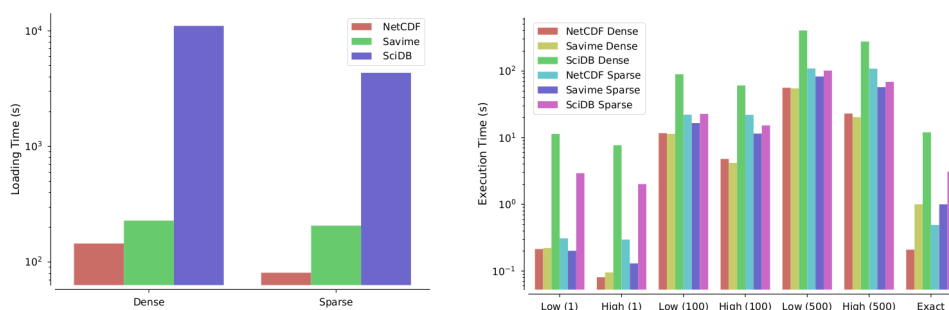 Loading Time (s)
10^4
10^3
10^2
NetCDF
Savime
SciDB
Dense
Sparse
Execution Time (s)
10^2
10^1
10^0
10^−1
NetCDF Dense
Savime Dense
SciDB Dense
NetCDF Sparse
Savime Sparse
SciDB Sparse
Low (1)
High (1)
Low (100)
High (100)
Low (500)
High (500)
Exact